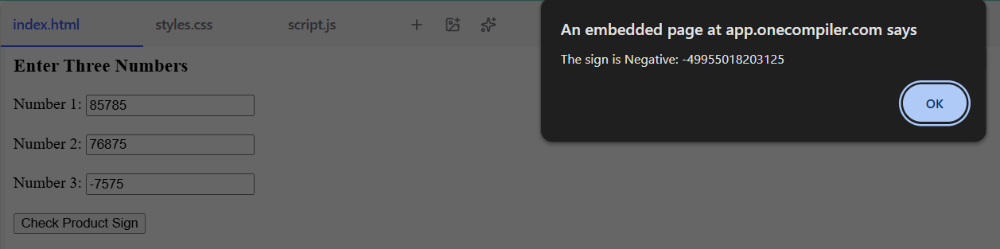 index.html styles.css script.js
An embedded page at app.onecompiler.com says
The sign is Negative: -49955018203125
OK
Enter Three Numbers
Number 1: 85785
Number 2: 76875
Number 3: -7575
Check Product Sign